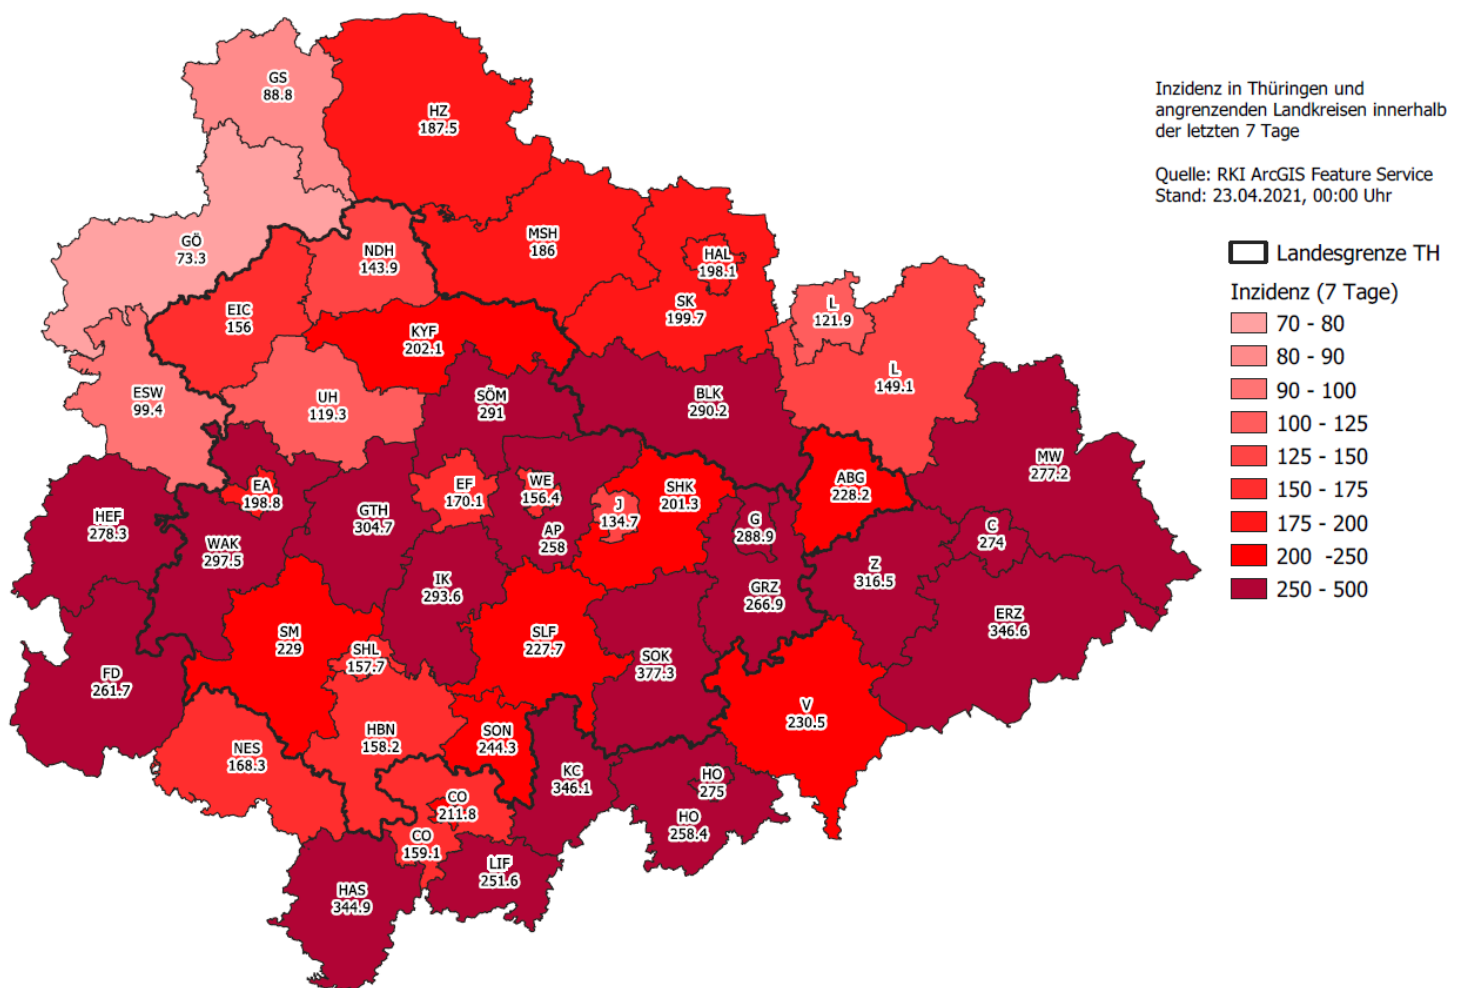 Inzidenz in Thüringen und
angrenzenden Landkreisen innerhalb
der letzten 7 Tage
Quelle: RKI ArcGIS Feature Service
Stand: 23.04.2021, 00:00 Uhr
Landesgrenze TH
Inzidenz (7 Tage)
70 - 80
80 - 90
90 - 100
100 - 125
125 - 150
150 - 175
175 - 200
200 -250
250 - 500
GS
88.8
HZ
187.5
GÖ
73.3
NDH
143.9
MSH
186
HAL
198.1
EIC
156
KYF
202.1
SK
199.7
L
121.9
L
149.1
ESW
99.4
UH
119.3
SÖM
291
BLK
290.2
MW
277.2
EA
198.8
EF
170.1
WE
156.4
SHK
201.3
ABG
228.2
HEF
278.3
GTH
304.7
J
134.7
G
288.9
C
274
WAK
297.5
AP
258
Z
316.5
IK
293.6
GRZ
266.9
ERZ
346.6
SM
229
SHL
157.7
SLF
227.7
SOK
377.3
FD
261.7
V
230.5
NES
168.3
HBN
158.2
SON
244.3
KC
346.1
HO
275
CO
211.8
HO
258.4
CO
159.1
LIF
251.6
HAS
344.9